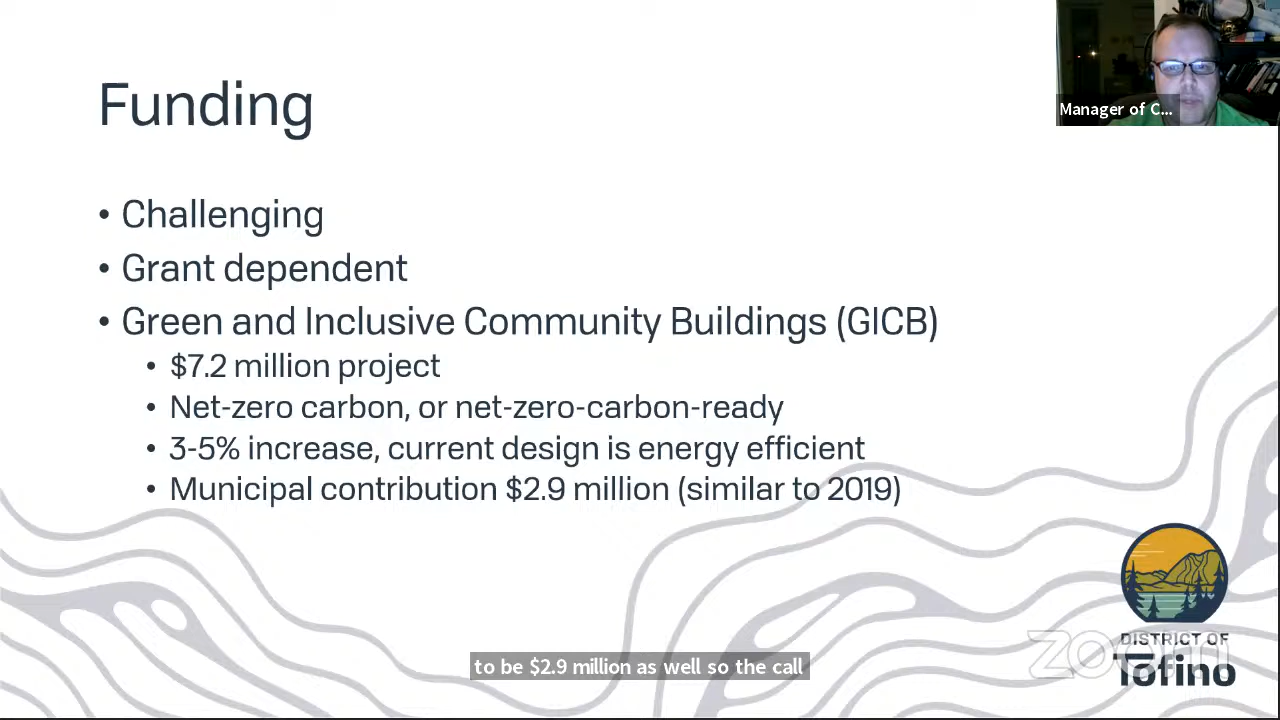 Funding
Manager of C...
• Challenging
• Grant dependent
• Green and Inclusive Community Buildings (GICB)
• $7.2 million project
• Net-zero carbon, or net-zero-carbon-ready
• 3-5% increase, current design is energy efficient
• Municipal contribution $2.9 million (similar to 2019)
to be $2.9 million as well so the call
zoom
DISTRICT OF
Tofino